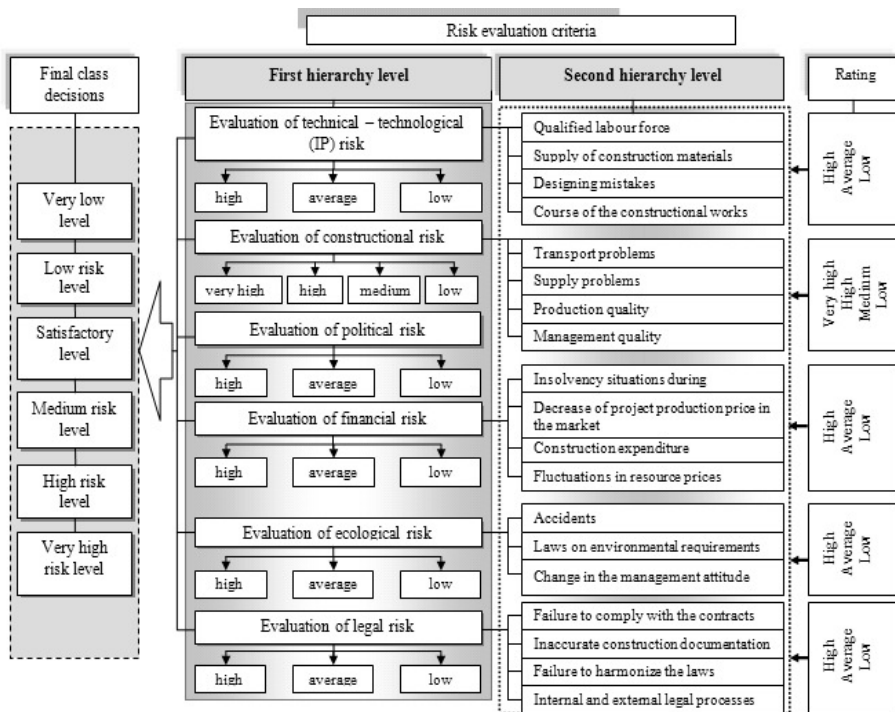 Risk evaluation criteria
Final class
decisions
First hierarchy level
Second hierarchy level
Rating
Very low
level
Low risk
level
Satisfactory
level
Medium risk
level
High risk
level
Very high
risk level
Evaluation of technical – technological
(IP) risk
high
average
low
Evaluation of constructional risk
very high
high
medium
low
Evaluation of political risk
high
average
low
Evaluation of financial risk
high
average
low
Evaluation of ecological risk
high
average
low
Evaluation of legal risk
high
average
low
Qualified labour force
Supply of construction materials
Designing mistakes
Course of the constructional works
Transport problems
Supply problems
Production quality
Management quality
Insolvency situations during
Decrease of project production price in
the market
Construction expenditure
Fluctuations in resource prices
Accidents
Laws on environmental requirements
Change in the management attitude
Failure to comply with the contracts
Inaccurate construction documentation
Failure to harmonize the laws
Internal and external legal processes
High
Average
Low
Very high
High
Medium
Low
High
Average
Low
High
Average
Low
High
Average
Low